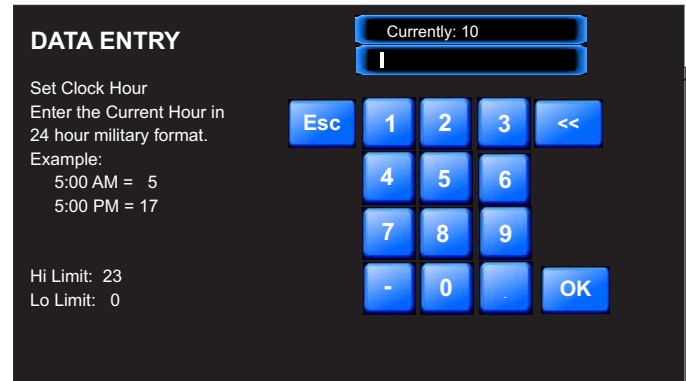 DATA ENTRY
Set Clock Hour
Enter the Current Hour in
24 hour military format.
Example:
5:00 AM = 5
5:00 PM = 17
Hi Limit: 23
Lo Limit: 0
Currently: 10
Esc 1 2 3 <<
4 5 6
7 8 9
- 0 . OK